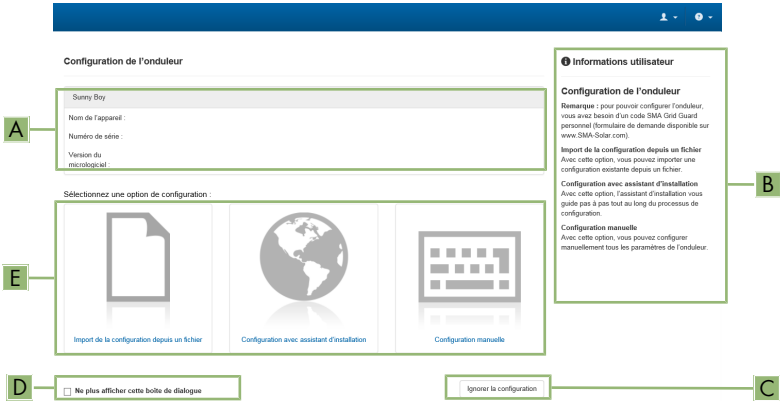 Configuration de l'onduleur
Sunny Boy
Nom de l'appareil :
Numéro de série :
Version du
micrologiciel :
A
Sélectionnez une option de configuration :
Import de la configuration depuis un fichier
Configuration avec assistant d'installation
Configuration manuelle
E
Ne plus afficher cette boîte de dialogue
D
Ignorer la configuration
C
Informations utilisateur
Configuration de l'onduleur
Remarque : pour pouvoir configurer l'onduleur,
vous avez besoin d'un code SMA Grid Guard
personnel (formulaire de demande disponible sur
www.SMA-Solar.com).
Import de la configuration depuis un fichier
Avec cette option, vous pouvez importer une
configuration existante depuis un fichier.
Configuration avec assistant d'installation
Avec cette option, l'assistant d'installation vous
guide pas à pas tout au long du processus de
configuration.
Configuration manuelle
Avec cette option, vous pouvez configurer
manuellement tous les paramètres de l'onduleur.
B